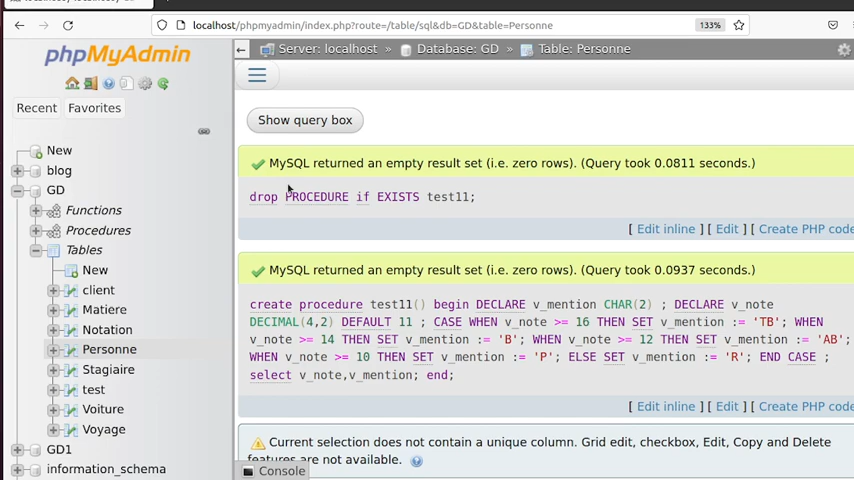 localhost/phpmyadmin/index.php?route=/table/sql&db=GD&table=Personne
133%
phpMyAdmin
Recent
Favorites
New
blog
GD
Functions
Procedures
Tables
New
client
Matiere
Notation
Personne
Stagiaire
test
Voiture
Voyage
GD1
information_schema
Server: localhost » Database: GD » Table: Personne
Show query box
MySQL returned an empty result set (i.e. zero rows). (Query took 0.0811 seconds.)
drop PROCEDURE if EXISTS test11;
[ Edit inline ] [ Edit ] [ Create PHP code
MySQL returned an empty result set (i.e. zero rows). (Query took 0.0937 seconds.)
create procedure test11() begin DECLARE v_mention CHAR(2) ; DECLARE v_note
DECIMAL(4,2) DEFAULT 11 ; CASE WHEN v_note >= 16 THEN SET v_mention := 'TB'; WHEN
v_note >= 14 THEN SET v_mention := 'B'; WHEN v_note >= 12 THEN SET v_mention := 'AB';
WHEN v_note >= 10 THEN SET v_mention := 'P'; ELSE SET v_mention := 'R'; END CASE ;
select v_note,v_mention; end;
[ Edit inline ] [ Edit ] [ Create PHP code
Current selection does not contain a unique column. Grid edit, checkbox, Edit, Copy and Delete
features are not available.
Console